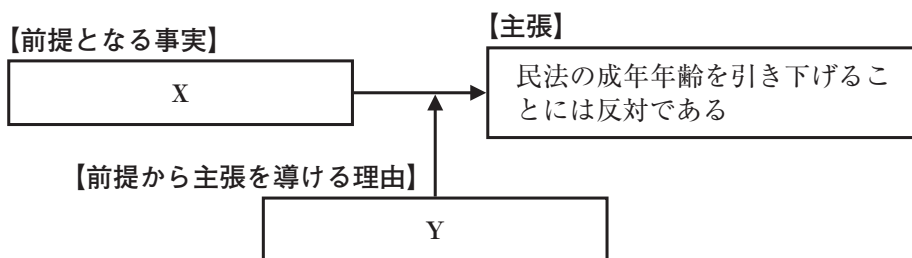 【前提となる事実】
X
【主張】
民法の成年年齢を引き下げるこ
とには反対である
【前提から主張を導ける理由】
Y